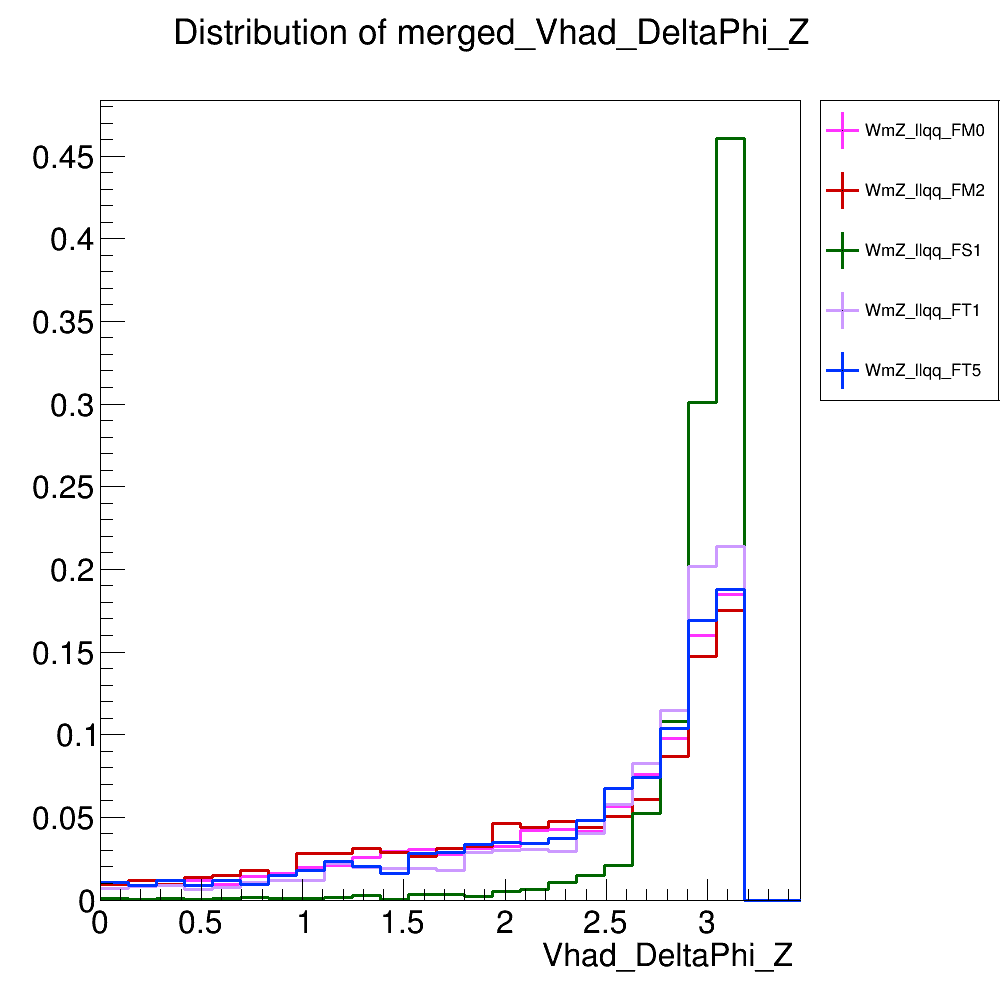 Distribution of merged_Vhad_DeltaPhi_Z
WmZ_llqq_FM0
WmZ_llqq_FM2
WmZ_llqq_FS1
WmZ_llqq_FT1
WmZ_llqq_FT5
0.45
0.4
0.35
0.3
0.25
0.2
0.15
0.1
0.05
0
0 0.5 1 1.5 2 2.5 3
Vhad_DeltaPhi_Z